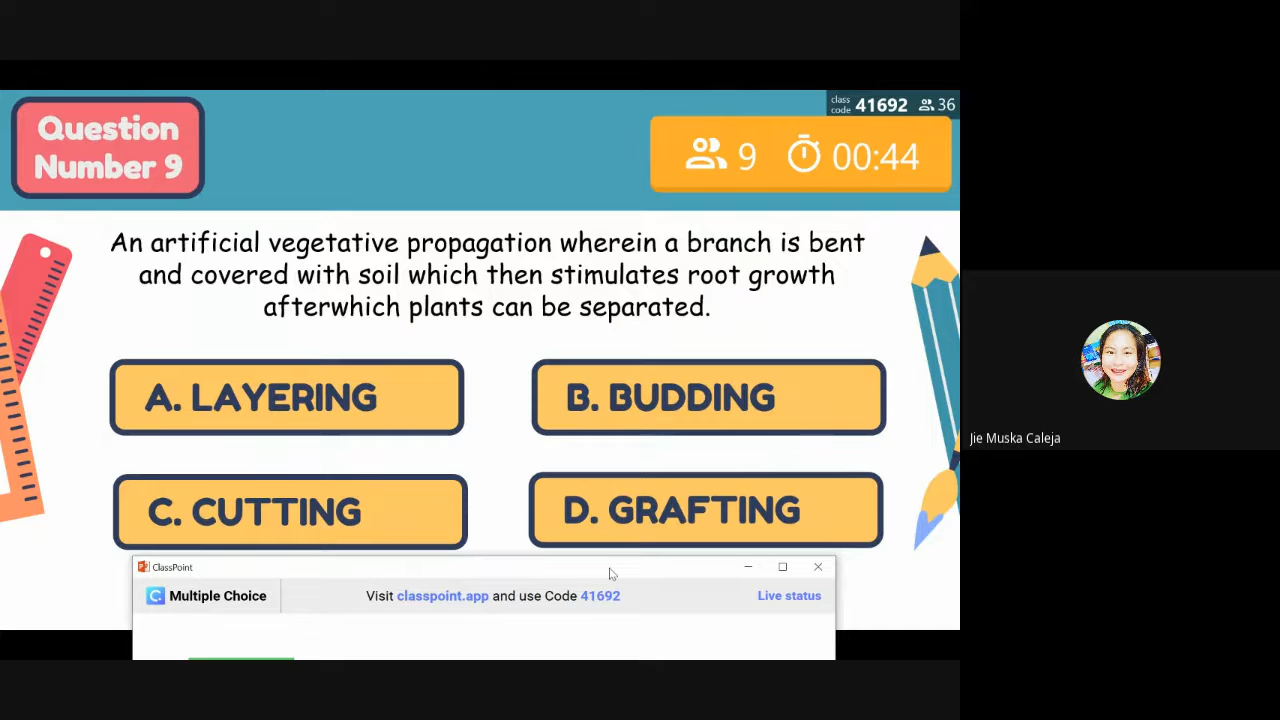 class code 41692 36
Question
Number 9
9 00:44
An artificial vegetative propagation wherein a branch is bent
and covered with soil which then stimulates root growth
afterwhich plants can be separated.
A. LAYERING
B. BUDDING
C. CUTTING
D. GRAFTING
Jie Muska Caleja
ClassPoint
Multiple Choice
Visit classpoint.app and use Code 41692
Live status